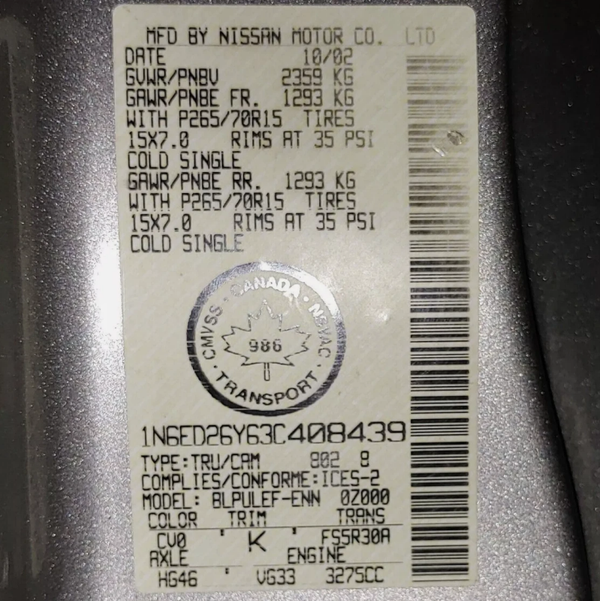 MFD BY NISSAN MOTOR CO. LTD
DATE 10/02
GVWR/PNBV 2359 KG
GAWR/PNBE FR. 1293 KG
WITH P265/70R15 TIRES
15X7.0 RIMS AT 35 PSI
COLD SINGLE
GAWR/PNBE RR. 1293 KG
WITH P265/70R15 TIRES
15X7.0 RIMS AT 35 PSI
COLD SINGLE
CANADA
CMVSS · NSVAC
986
TRANSPORT
1N6ED26Y63C408439
TYPE:TRU/CAM 802 8
COMPLIES/CONFORME:ICES-2
MODEL: BLPULEF-ENN 0Z000
COLOR TRIM TRANS
CV0 ' K ' FS5R30A
AXLE ENGINE
HG46 ' VG33 3275CC